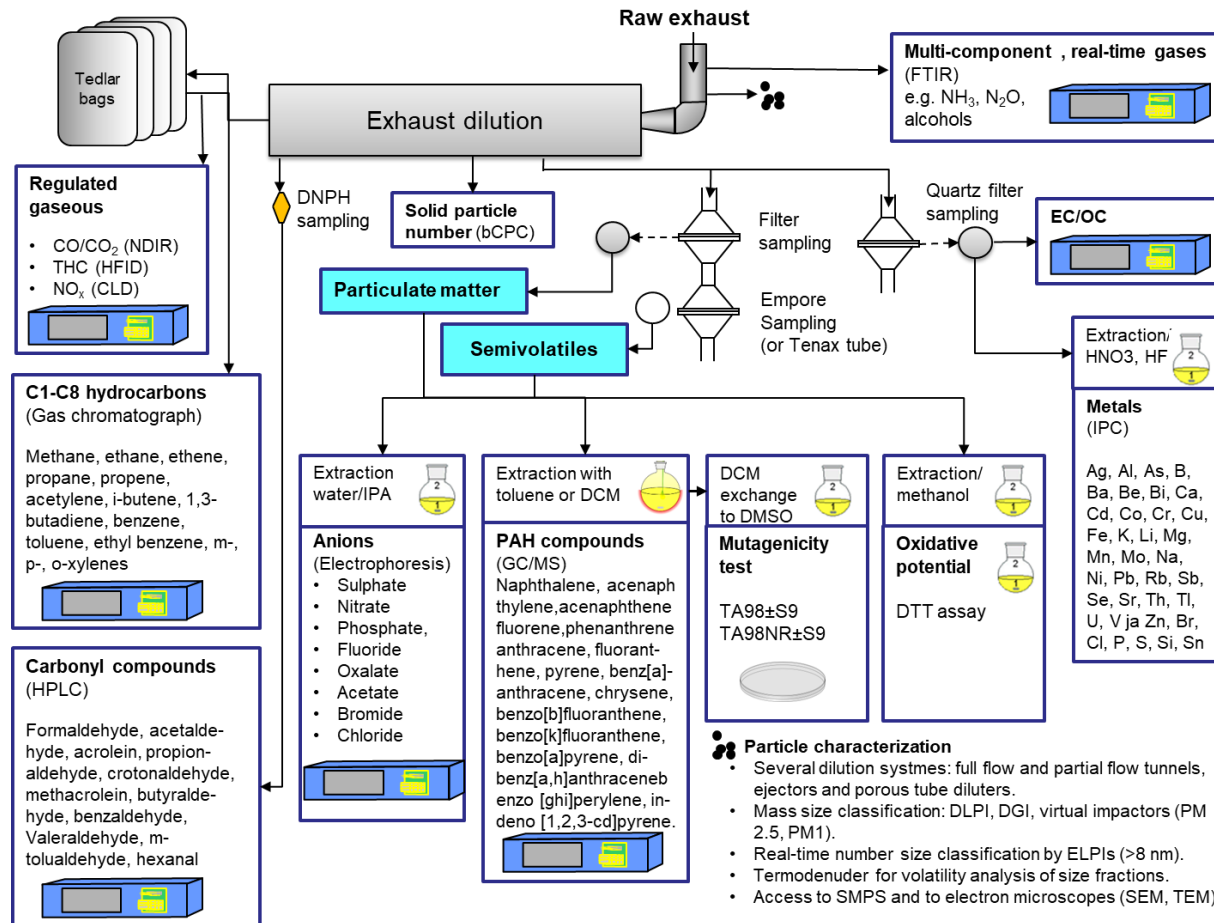 Raw exhaust
Tedlar
bags
Exhaust dilution
Multi-component , real-time gases
(FTIR)
e.g. NH₃, N₂O,
alcohols
Regulated
gaseous
• CO/CO₂ (NDIR)
• THC (HFID)
• NOₓ (CLD)
DNPH
sampling
Solid particle
number (bCPC)
Filter
sampling
Quartz filter
sampling
EC/OC
Particulate matter
Semivolatiles
Empore
Sampling
(or Tenax tube)
Extraction/
HNO3, HF
2
1
Metals
(IPC)
Ag, Al, As, B,
Ba, Be, Bi, Ca,
Cd, Co, Cr, Cu,
Fe, K, Li, Mg,
Mn, Mo, Na,
Ni, Pb, Rb, Sb,
Se, Sr, Th, Tl,
U, V ja Zn, Br,
Cl, P, S, Si, Sn
C1-C8 hydrocarbons
(Gas chromatograph)
Methane, ethane, ethene,
propane, propene,
acetylene, i-butene, 1,3-
butadiene, benzene,
toluene, ethyl benzene, m-,
p-, o-xylenes
Carbonyl compounds
(HPLC)
Formaldehyde, acetalde-
hyde, acrolein, propion-
aldehyde, crotonaldehyde,
methacrolein, butyralde-
hyde, benzaldehyde,
Valeraldehyde, m-
tolualdehyde, hexanal
Extraction
water/IPA
2
1
Anions
(Electrophoresis)
• Sulphate
• Nitrate
• Phosphate,
• Fluoride
• Oxalate
• Acetate
• Bromide
• Chloride
Extraction with
toluene or DCM
PAH compounds
(GC/MS)
Naphthalene, acenaph
thylene,acenaphthene
fluorene,phenanthrene
anthracene, fluorant-
hene, pyrene, benz[a]-
anthracene, chrysene,
benzo[b]fluoranthene,
benzo[k]fluoranthene,
benzo[a]pyrene, di-
benz[a,h]anthraceneb
enzo [ghi]perylene, in-
deno [1,2,3-cd]pyrene.
DCM
exchange
to DMSO
2
1
Mutagenicity
test
TA98±S9
TA98NR±S9
Extraction/
methanol
2
1
Oxidative
potential
2
1
DTT assay
Particle characterization
• Several dilution systmes: full flow and partial flow tunnels,
ejectors and porous tube diluters.
• Mass size classification: DLPI, DGI, virtual impactors (PM
2.5, PM1).
• Real-time number size classification by ELPIs (>8 nm).
• Termodenuder for volatility analysis of size fractions.
• Access to SMPS and to electron microscopes (SEM, TEM)